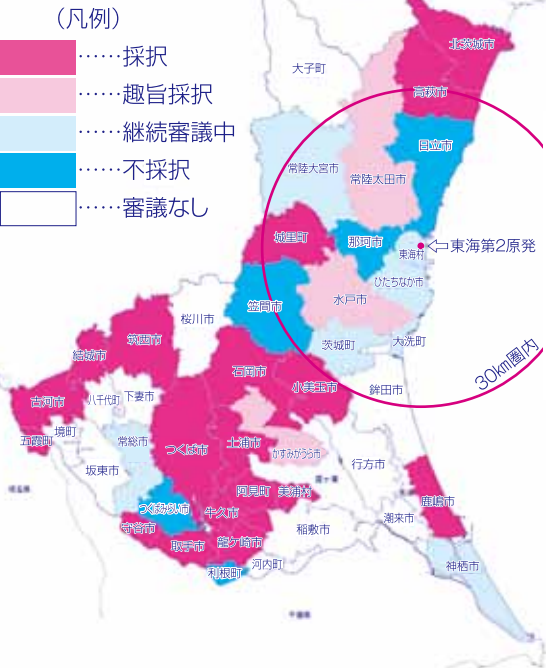 (凡例)
……採択
……趣旨採択
……継続審議中
……不採択
……審議なし
北茨城市
大子町
高萩市
日立市
常陸大宮市
常陸太田市
城里町
那珂市
東海村
⇦東海第2原発
ひたちなか市
笠間市
水戸市
桜川市
筑西市
茨城町
大洗町
結城市
石岡市
30km圏内
小美玉市
鉾田市
古河市
八千代町
下妻市
五霞町
境町
常総市
つくば市
土浦市
かすみがうら市
坂東市
行方市
霞ヶ浦
埼玉県
阿見町
美浦村
つくばみらい市
牛久市
鹿嶋市
潮来市
守谷市
稲敷市
取手市
龍ケ崎市
河内町
利根町
神栖市
千葉県